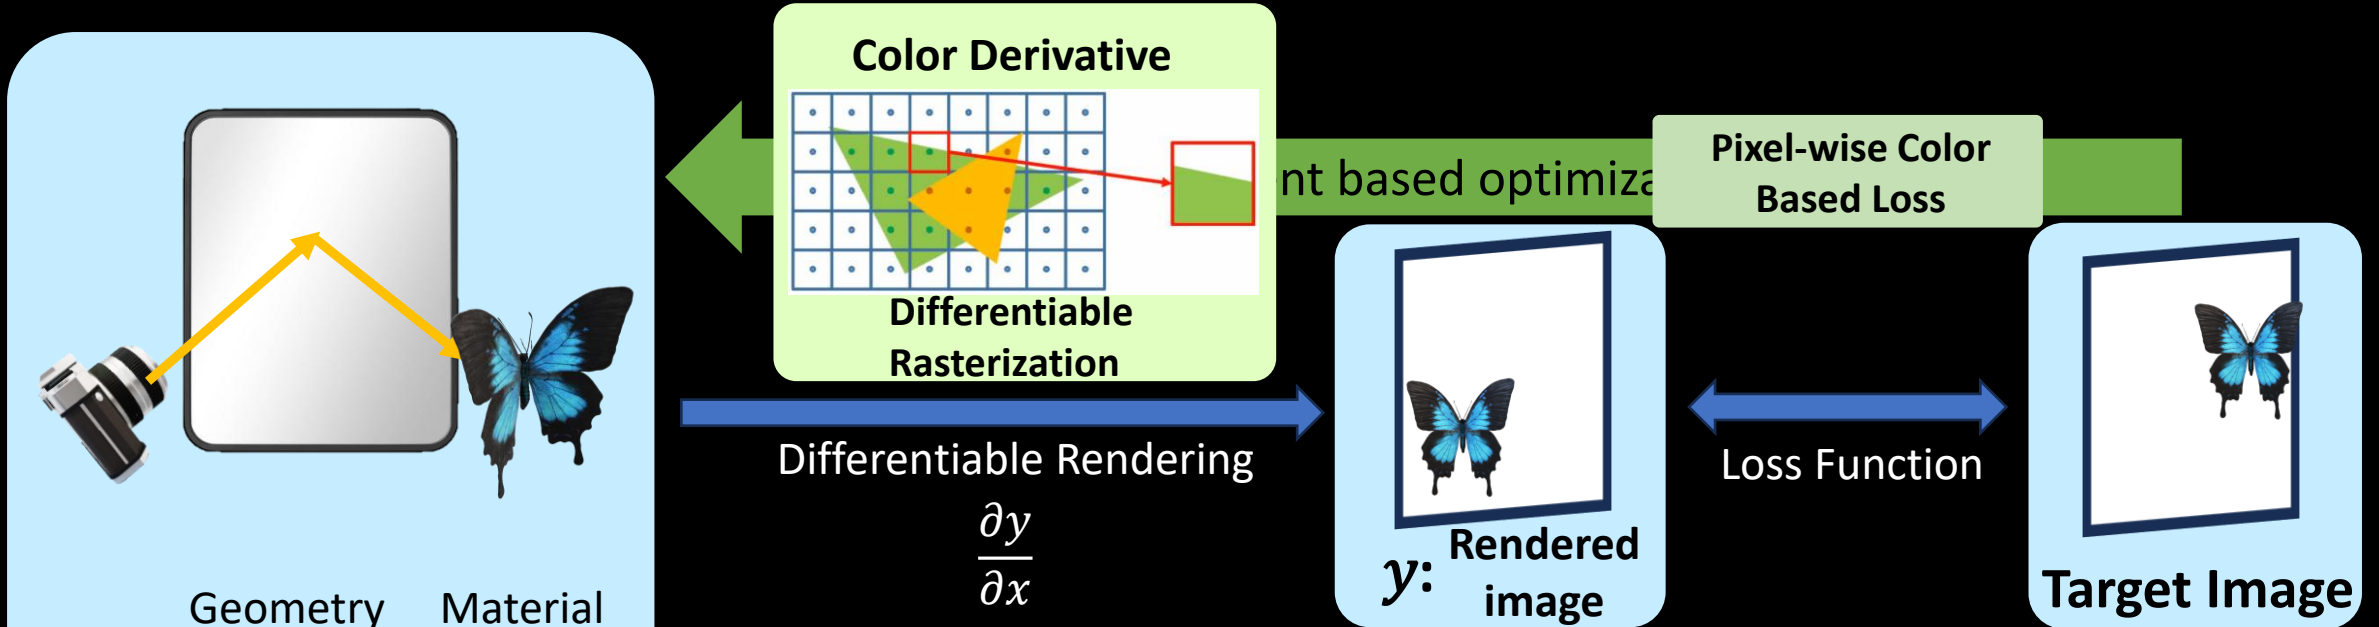 Color Derivative
Differentiable
Rasterization
based optimiza
Pixel-wise Color
Based Loss
Differentiable Rendering
∂y
∂x
Loss Function
y:
Rendered
image
Target Image
Geometry Material